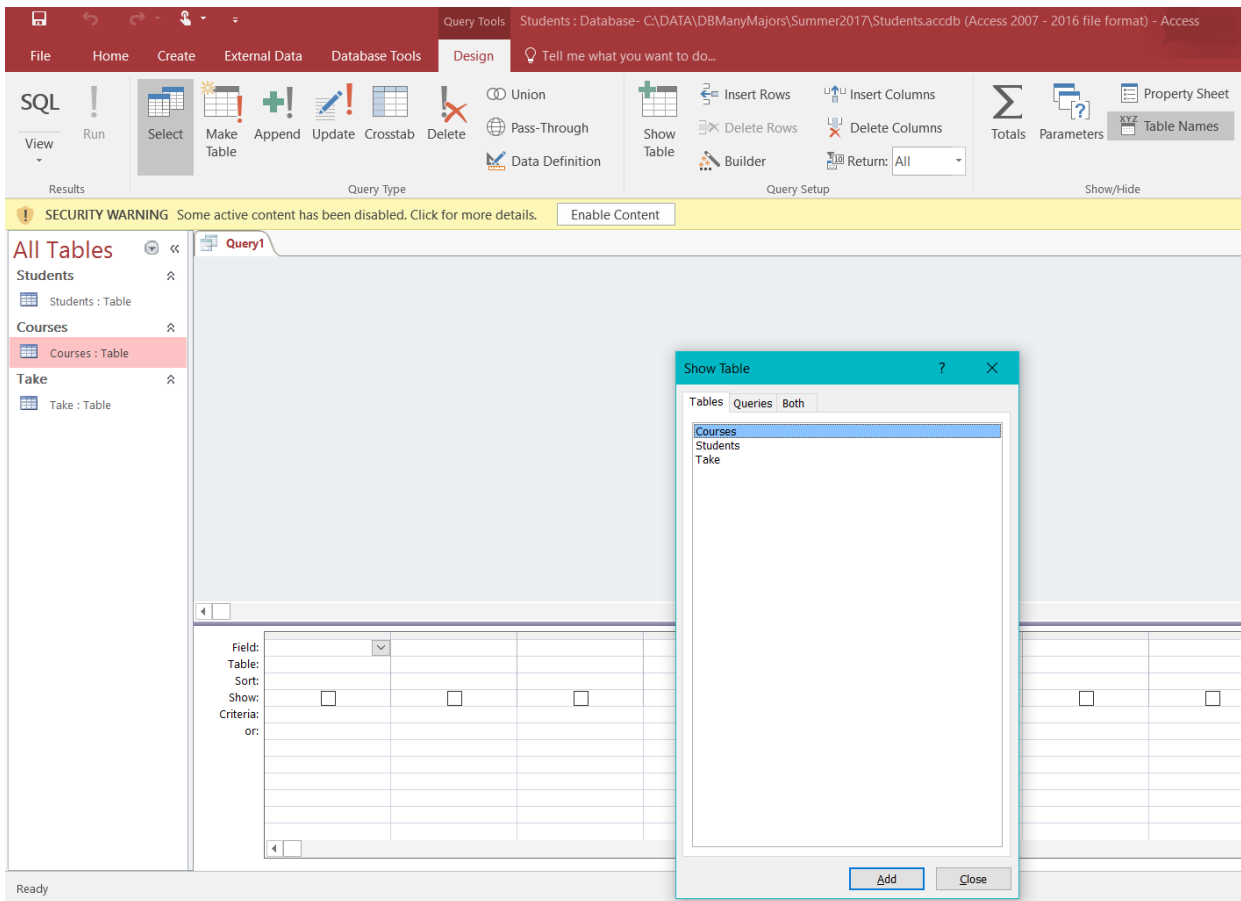 Query Tools Students : Database- C:\DATA\DBManyMajors\Summer2017\Students.accdb (Access 2007 - 2016 file format) - Access
File Home Create External Data Database Tools Design Tell me what you want to do...
SQL
View
Run
Results
Select
Make Table
Append
Update
Crosstab
Delete
Union
Pass-Through
Data Definition
Query Type
Show Table
Insert Rows
Delete Rows
Builder
Insert Columns
Delete Columns
Return: All
Query Setup
Totals
Parameters
Property Sheet
XYZ Table Names
Show/Hide
SECURITY WARNING Some active content has been disabled. Click for more details. Enable Content
All Tables
Students
Students : Table
Courses
Courses : Table
Take
Take : Table
Query1
Show Table ? ×
Tables Queries Both
Courses
Students
Take
Add Close
Field:
Table:
Sort:
Show:
Criteria:
or:
Ready